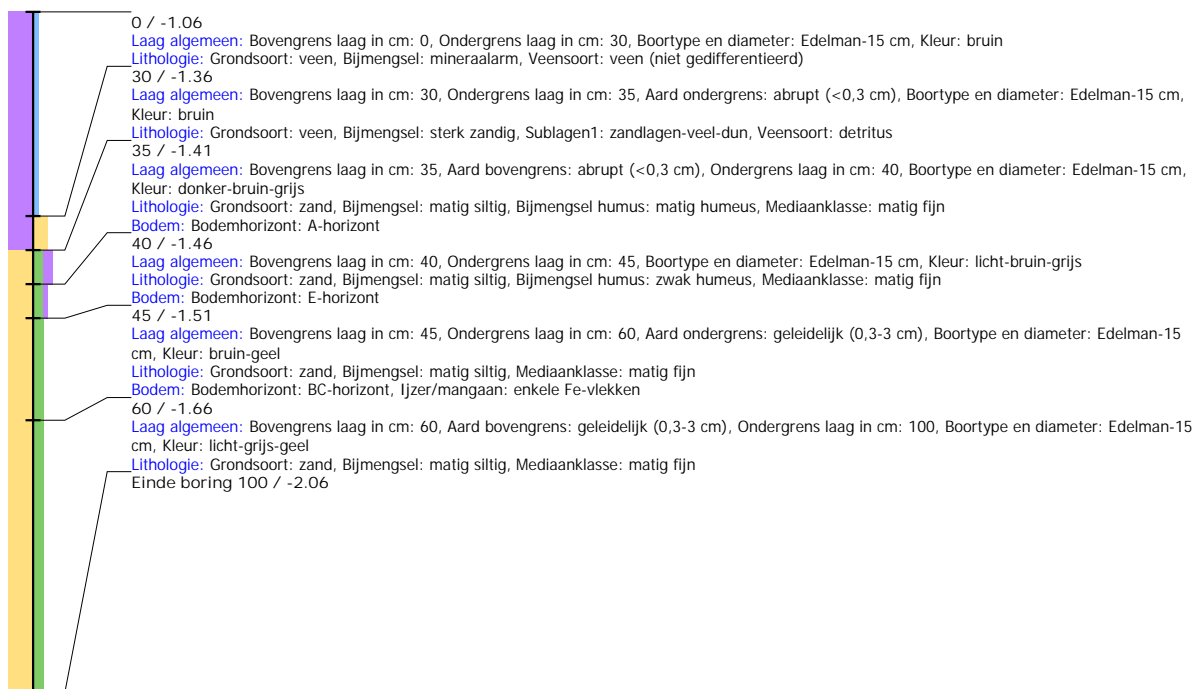 0 / -1.06
Laag algemeen: Bovengrens laag in cm: 0, Ondergrens laag in cm: 30, Boortype en diameter: Edelman-15 cm, Kleur: bruin
Lithologie: Grondsoort: veen, Bijmengsel: mineraalarm, Veensoort: veen (niet gedifferentieerd)
30 / -1.36
Laag algemeen: Bovengrens laag in cm: 30, Ondergrens laag in cm: 35, Aard ondergrens: abrupt (<0,3 cm), Boortype en diameter: Edelman-15 cm,
Kleur: bruin
Lithologie: Grondsoort: veen, Bijmengsel: sterk zandig, Sublagen1: zandlagen-veel-dun, Veensoort: detritus
35 / -1.41
Laag algemeen: Bovengrens laag in cm: 35, Aard bovengrens: abrupt (<0,3 cm), Ondergrens laag in cm: 40, Boortype en diameter: Edelman-15 cm,
Kleur: donker-bruin-grijs
Lithologie: Grondsoort: zand, Bijmengsel: matig siltig, Bijmengsel humus: matig humeus, Mediaanklasse: matig fijn
Bodem: Bodemhorizont: A-horizont
40 / -1.46
Laag algemeen: Bovengrens laag in cm: 40, Ondergrens laag in cm: 45, Boortype en diameter: Edelman-15 cm, Kleur: licht-bruin-grijs
Lithologie: Grondsoort: zand, Bijmengsel: matig siltig, Bijmengsel humus: zwak humeus, Mediaanklasse: matig fijn
Bodem: Bodemhorizont: E-horizont
45 / -1.51
Laag algemeen: Bovengrens laag in cm: 45, Ondergrens laag in cm: 60, Aard ondergrens: geleidelijk (0,3-3 cm), Boortype en diameter: Edelman-15
cm, Kleur: bruin-geel
Lithologie: Grondsoort: zand, Bijmengsel: matig siltig, Mediaanklasse: matig fijn
Bodem: Bodemhorizont: BC-horizont, Ijzer/mangaan: enkele Fe-vlekken
60 / -1.66
Laag algemeen: Bovengrens laag in cm: 60, Aard bovengrens: geleidelijk (0,3-3 cm), Ondergrens laag in cm: 100, Boortype en diameter: Edelman-15
cm, Kleur: licht-grijs-geel
Lithologie: Grondsoort: zand, Bijmengsel: matig siltig, Mediaanklasse: matig fijn
Einde boring 100 / -2.06